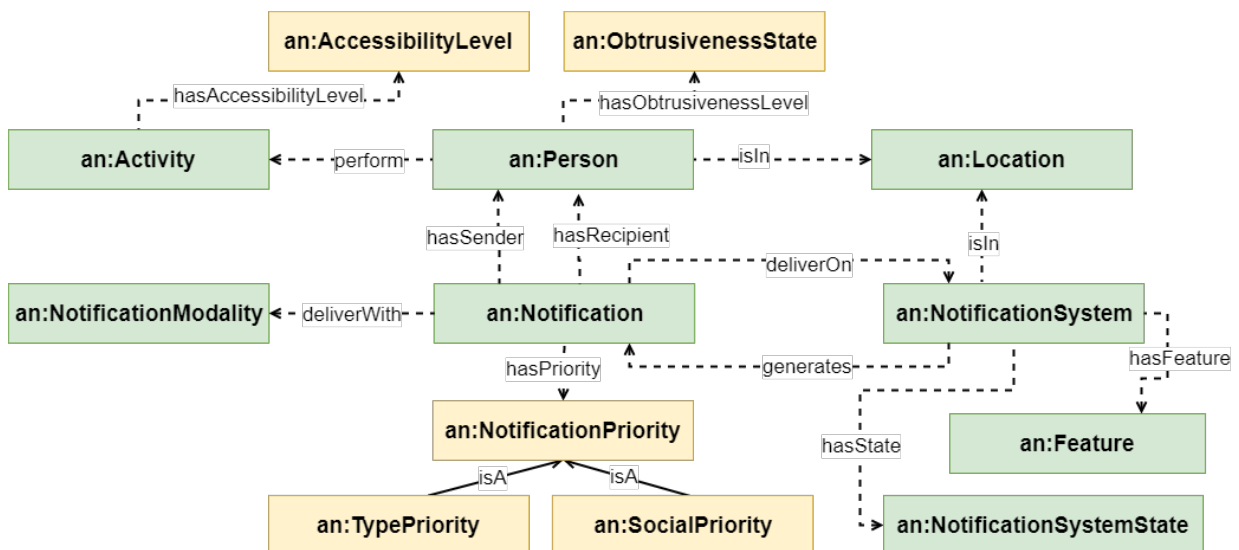 an:AccessibilityLevel
an:ObtrusivenessState
hasAccessibilityLevel
hasObtrusivenessLevel
an:Activity
perform
an:Person
isIn
an:Location
hasSender
hasRecipient
isIn
deliverOn
an:NotificationModality
deliverWith
an:Notification
an:NotificationSystem
hasPriority
generates
hasFeature
an:NotificationPriority
hasState
an:Feature
isA
isA
an:TypePriority
an:SocialPriority
an:NotificationSystemState